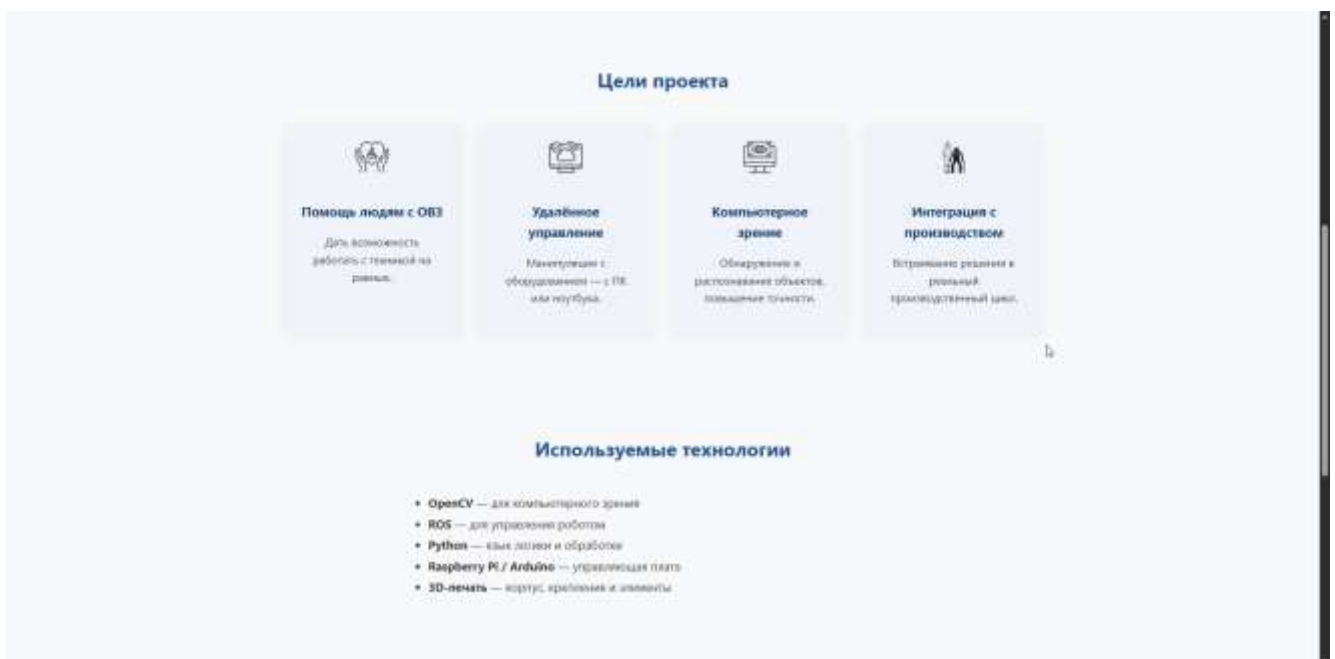 Цели проекта
Помощь людям с ОВЗ
Дать возможность
работать с техникой на
равных.
Удалённое
управление
Манипуляции с
оборудованием — с ПК
или ноутбука.
Компьютерное
зрение
Обнаружение и
распознавание объектов,
повышение точности.
Интеграция с
производством
Встраивание решения в
реальный
производственный цикл.
Используемые технологии
• OpenCV — для компьютерного зрения
• ROS — для управления роботом
• Python — язык логики и обработки
• Raspberry Pi / Arduino — управляющая плата
• 3D-печать — корпус, крепления и элементы